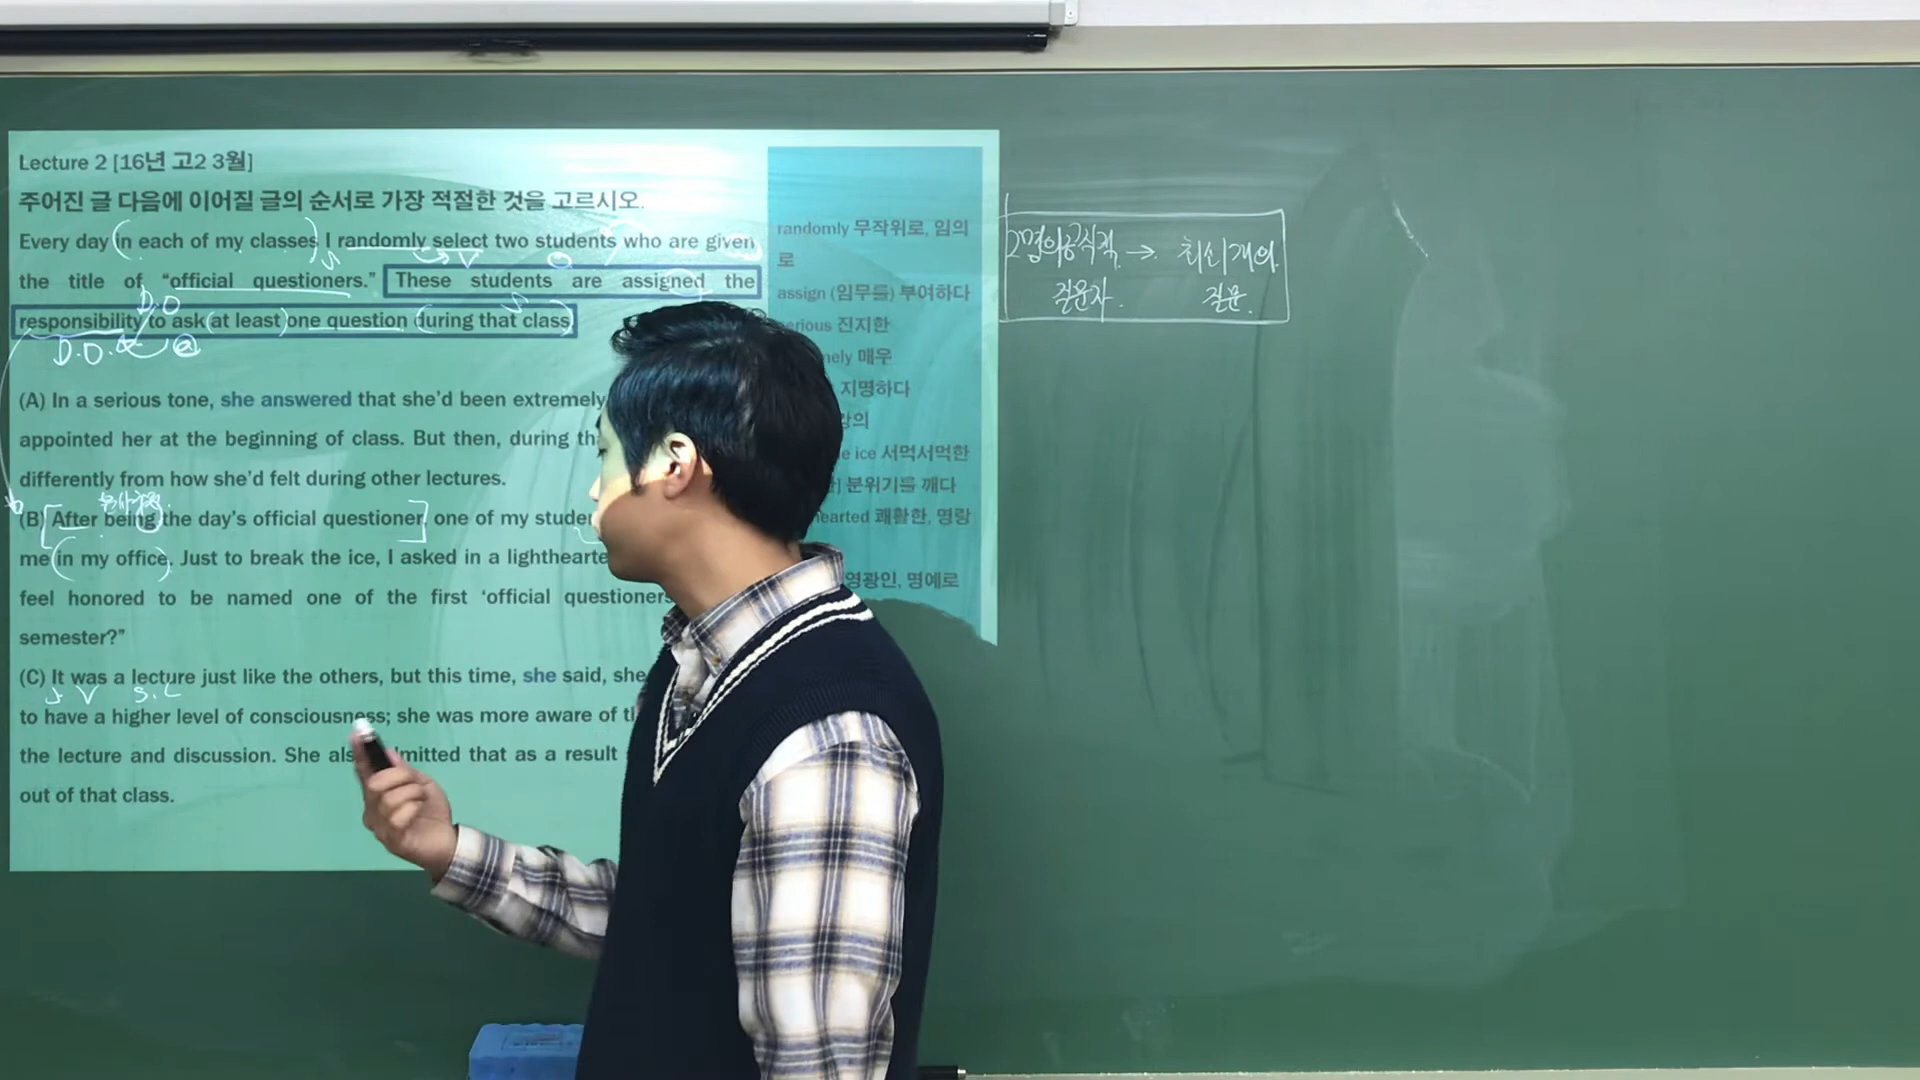 Lecture 2 [16년 고2 3월]
주어진 글 다음에 이어질 글의 순서로 가장 적절한 것을 고르시오.
Every day in each of my classes I randomly select two students who are given
the title of “official questioners.” These students are assigned the
responsibility to ask at least one question during that class.
D.O
D.O.
(A) In a serious tone, she answered that she’d been extremely
appointed her at the beginning of class. But then, during
differently from how she’d felt during other lectures.
(B) After being the day’s official questioner, one of my
me in my office. Just to break the ice, I asked in a
feel honored to be named one of the first ‘official questioners
semester?”
(C) It was a lecture just like the others, but this time, she said, she
S V S.C
to have a higher level of consciousness; she was more aware of
the lecture and discussion. She also admitted that as a result
out of that class.
randomly 무작위로, 임의
로
assign (임무를) 부여하다
serious 진지한
매우
지명하다
ice 서먹서먹한
분위기를 깨다
쾌활한, 명랑
영광인, 명예로
2명의 공식적 → 최소 1개의
질문자. 질문.